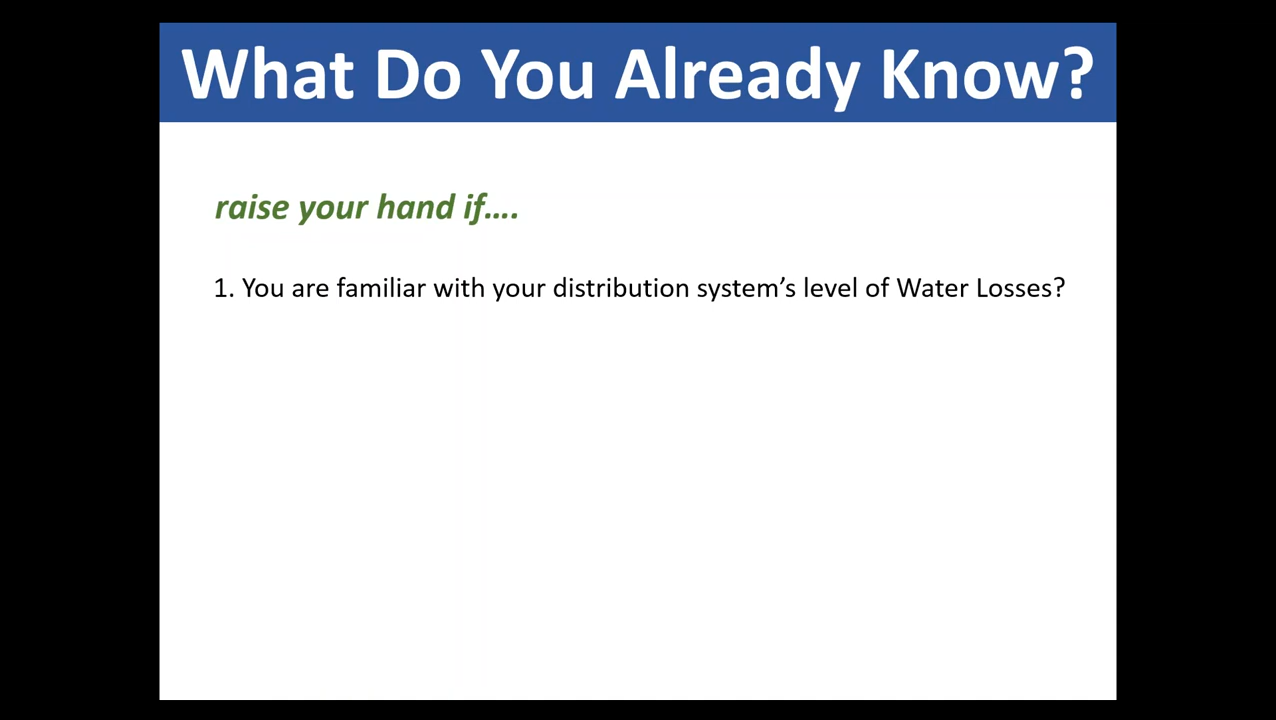 What Do You Already Know?
raise your hand if….
1. You are familiar with your distribution system’s level of Water Losses?